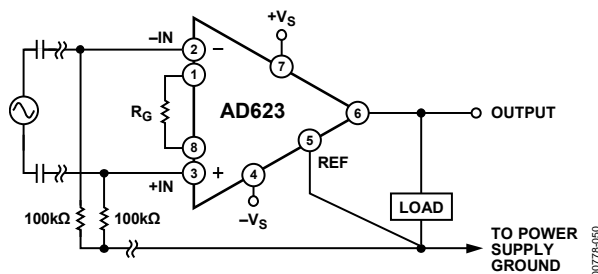 +VS
–IN
2
–
7
1
RG
AD623
6
OUTPUT
5
8
REF
3
+
4
+IN
–VS
100kΩ
100kΩ
LOAD
TO POWER
SUPPLY
GROUND
00778-050